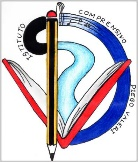 ISTITUTO
COMPRENSIVO
DIEGO VALERI